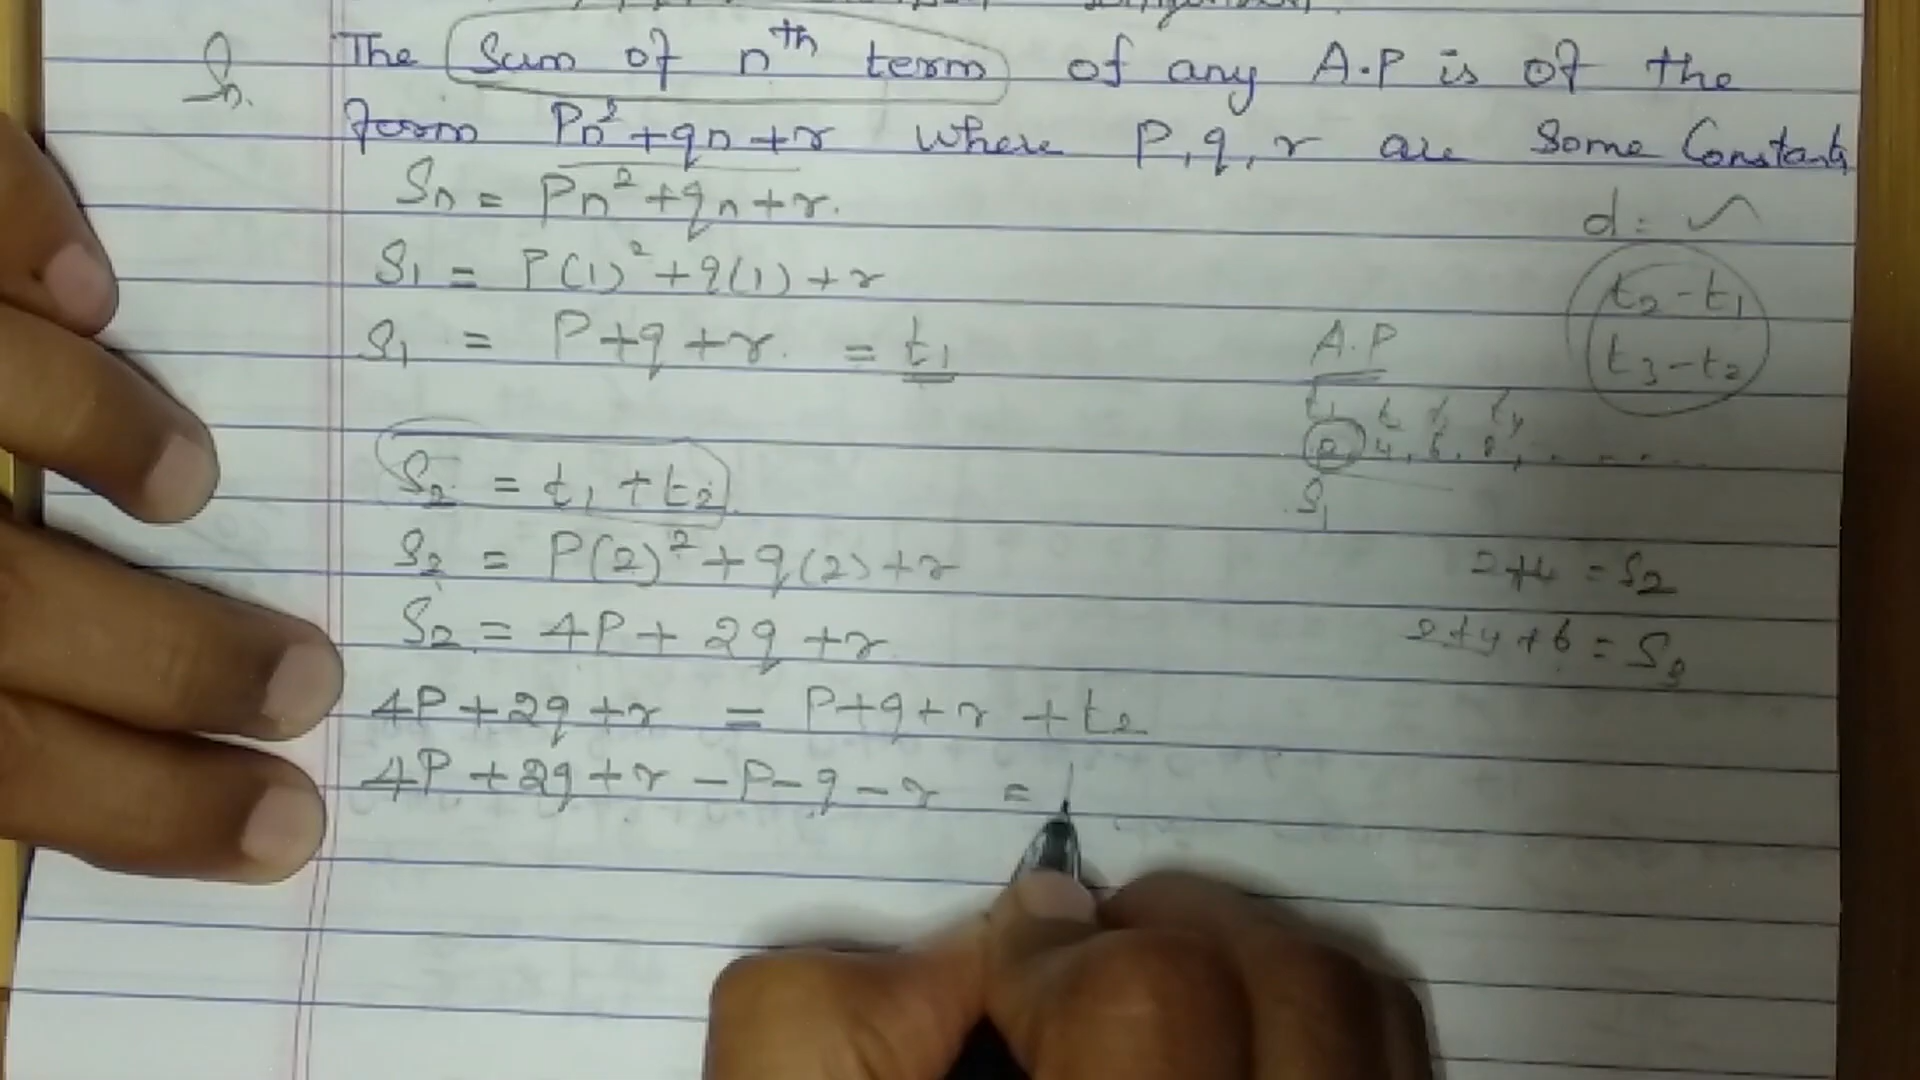 The Sum of nth term of any A.P is of the
Sn.
form Pn²+qn+r where P,q,r are Some Constants
Sn = Pn²+qn+r.
d =
S1 = P(1)²+q(1)+r
t2-t1
S1 = P+q+r. = t1
A.P
t3-t2
t1 t t3 t4
2, 4, 6, 8, ......
S2 = t1+t2
S1
S2 = P(2)²+q(2)+r
2+4 = S2
S2 = 4P+2q+r
2+4+6 = S3
4P+2q+r = P+q+r+t2
4P+2q+r-P-q-r =